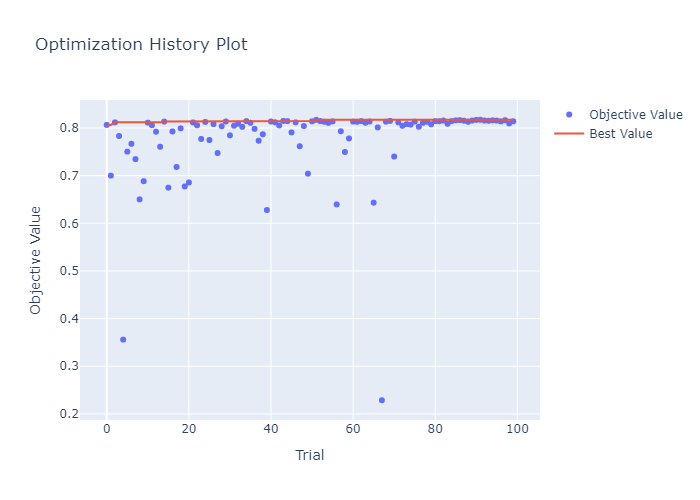 Optimization History Plot
Objective Value
Best Value
0.8
0.7
0.6
0.5
0.4
0.3
0.2
Objective Value
0 20 40 60 80 100
Trial